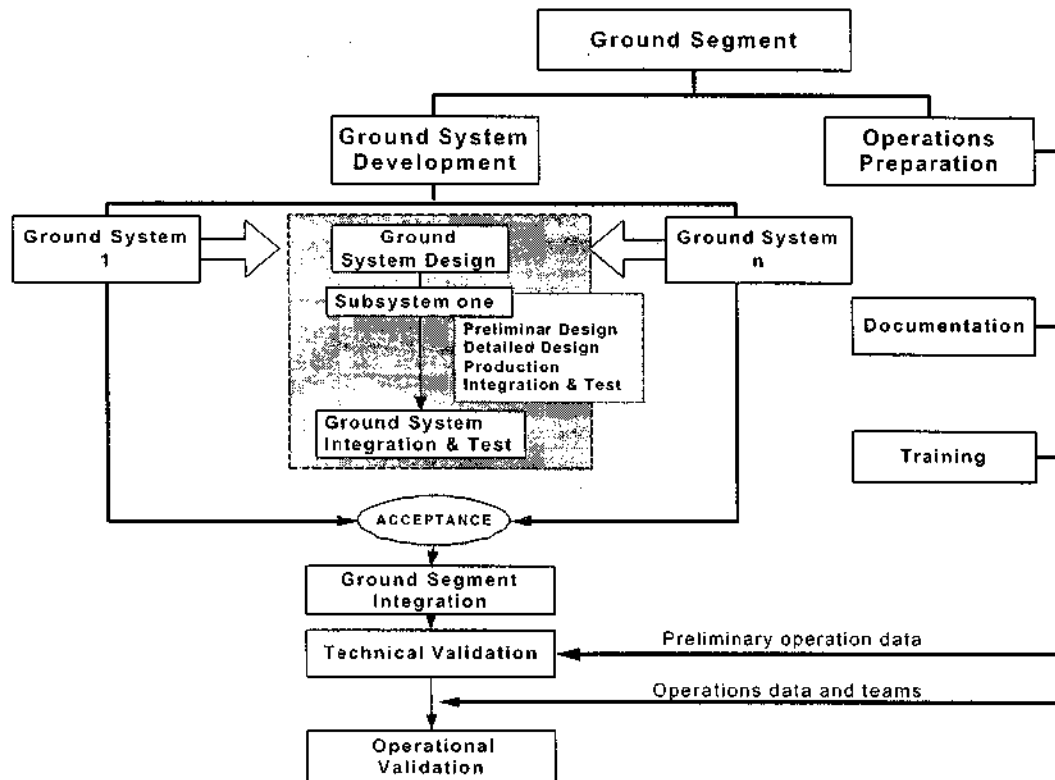 Ground Segment
Ground System
Development
Operations
Preparation
Ground System
1
Ground
System Design
Ground System
n
Subsystem one
Preliminar Design
Detailed Design
Production
Integration & Test
Documentation
Ground System
Integration & Test
Training
ACCEPTANCE
Ground Segment
Integration
Technical Validation
Preliminary operation data
Operations data and teams
Operational
Validation